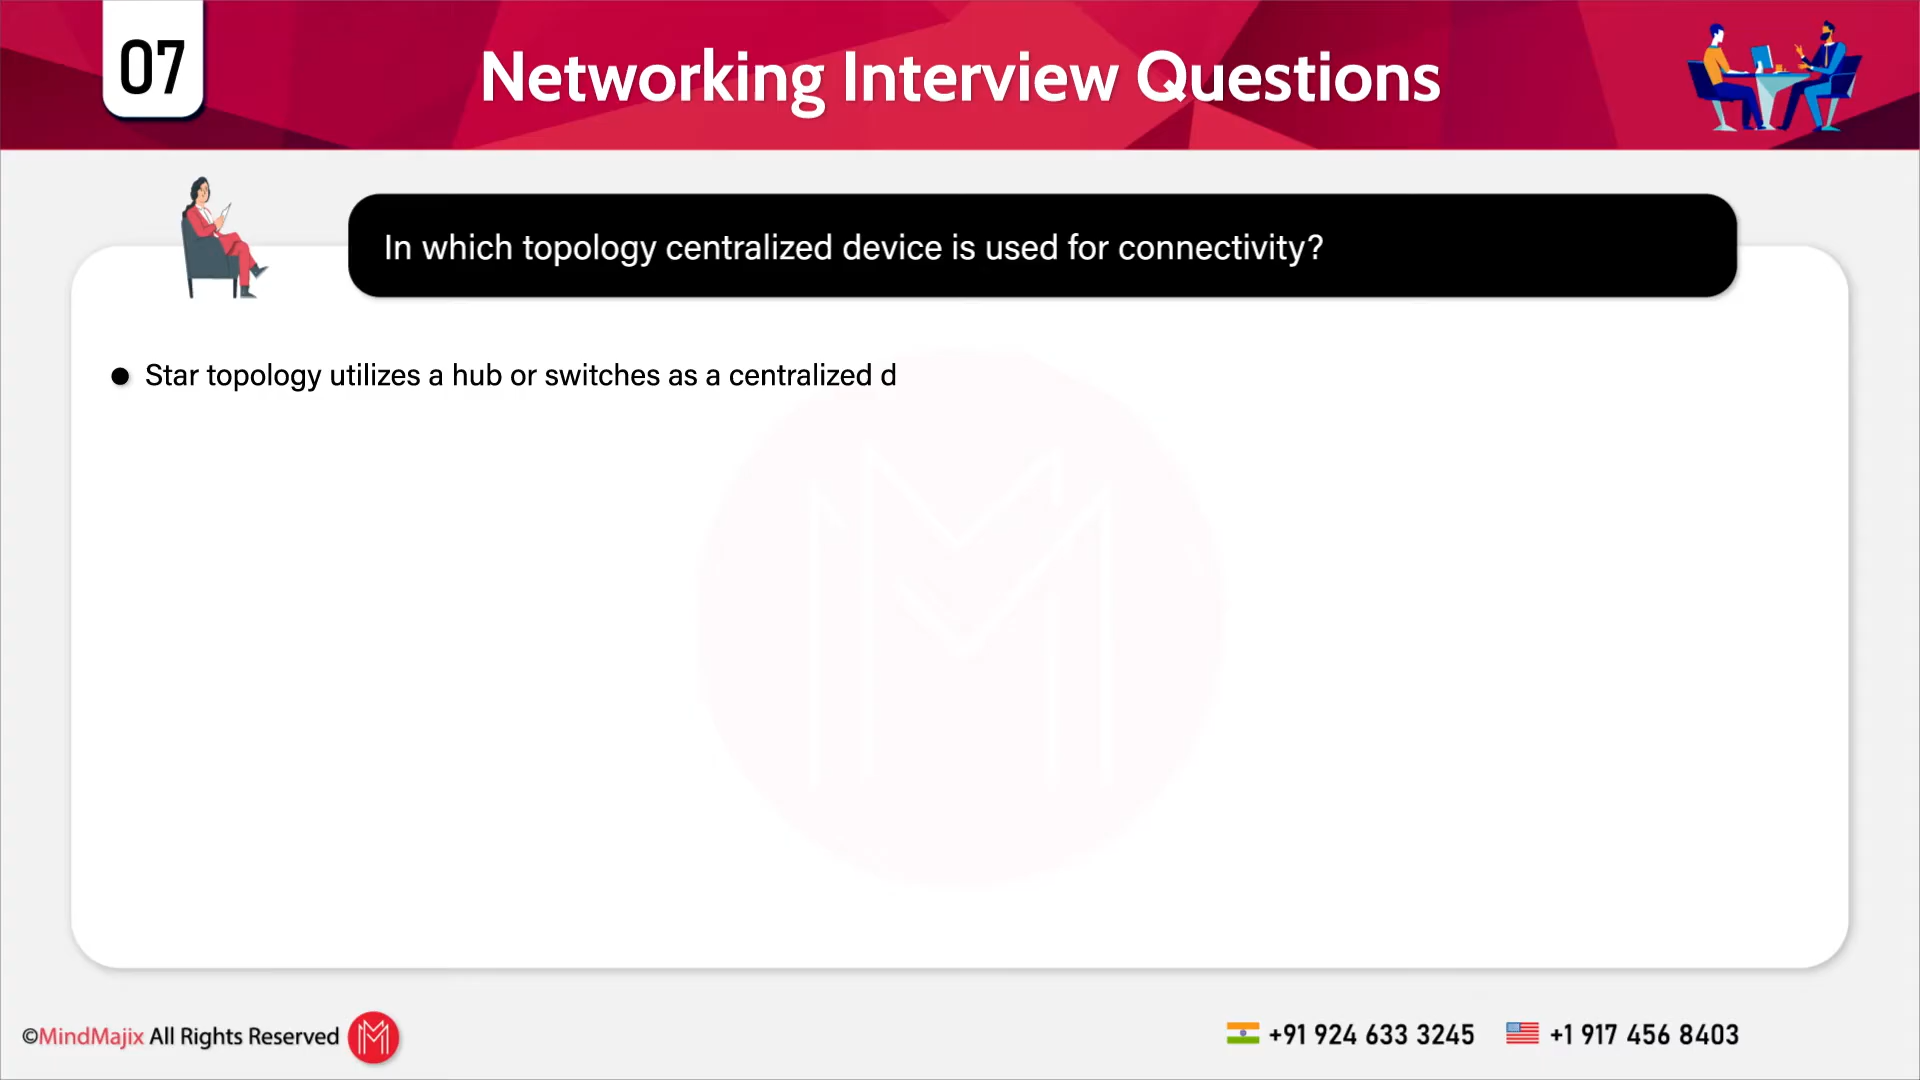 07
Networking Interview Questions
In which topology centralized device is used for connectivity?
● Star topology utilizes a hub or switches as a centralized d
©MindMajix All Rights Reserved
+91 924 633 3245
+1 917 456 8403